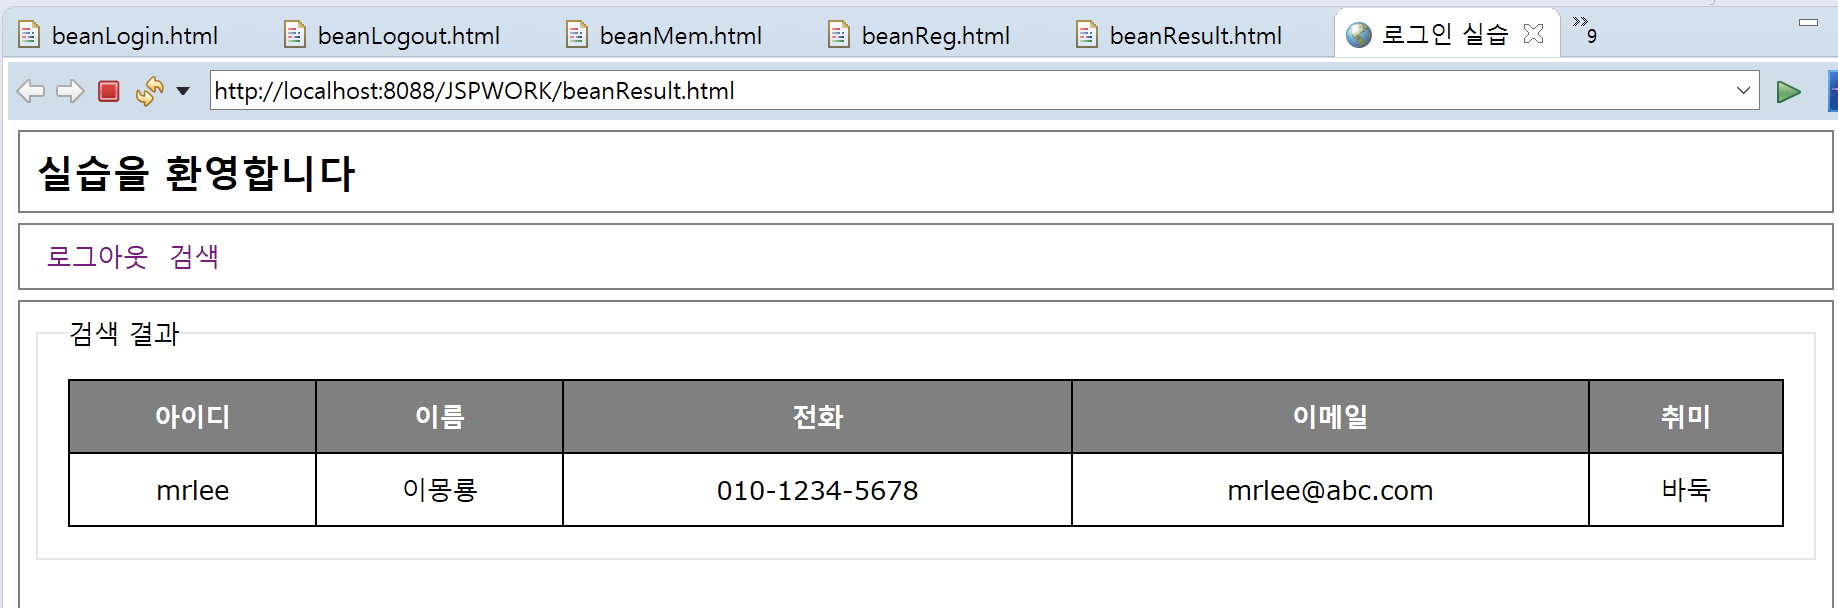 beanLogin.html beanLogout.html beanMem.html beanReg.html beanResult.html 로그인 실습 9
http://localhost:8088/JSPWORK/beanResult.html
실습을 환영합니다
로그아웃 검색
검색 결과
아이디 이름 전화 이메일 취미
mrlee 이몽룡 010-1234-5678 mrlee@abc.com 바둑